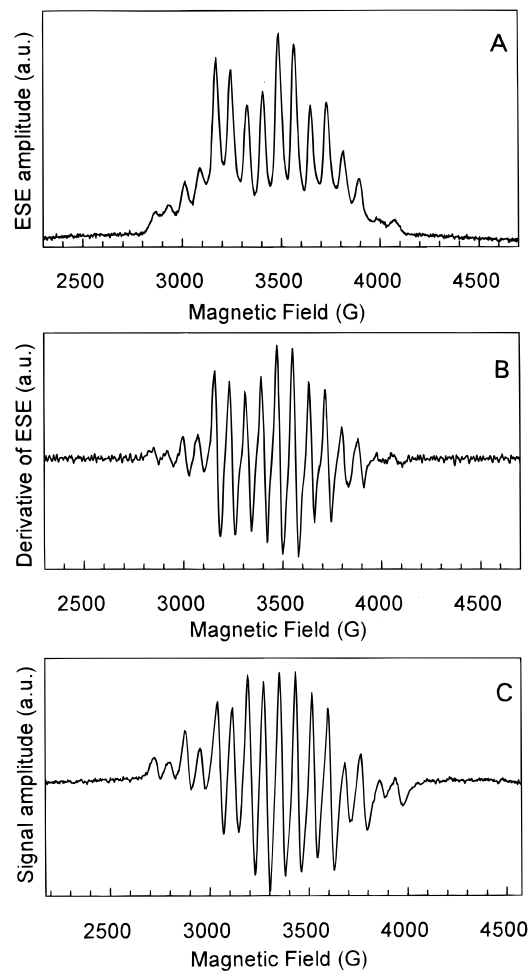 A
ESE amplitude (a.u.)
2500 3000 3500 4000 4500
Magnetic Field (G)
B
Derivative of ESE (a.u.)
2500 3000 3500 4000 4500
Magnetic Field (G)
C
Signal amplitude (a.u.)
2500 3000 3500 4000 4500
Magnetic Field (G)